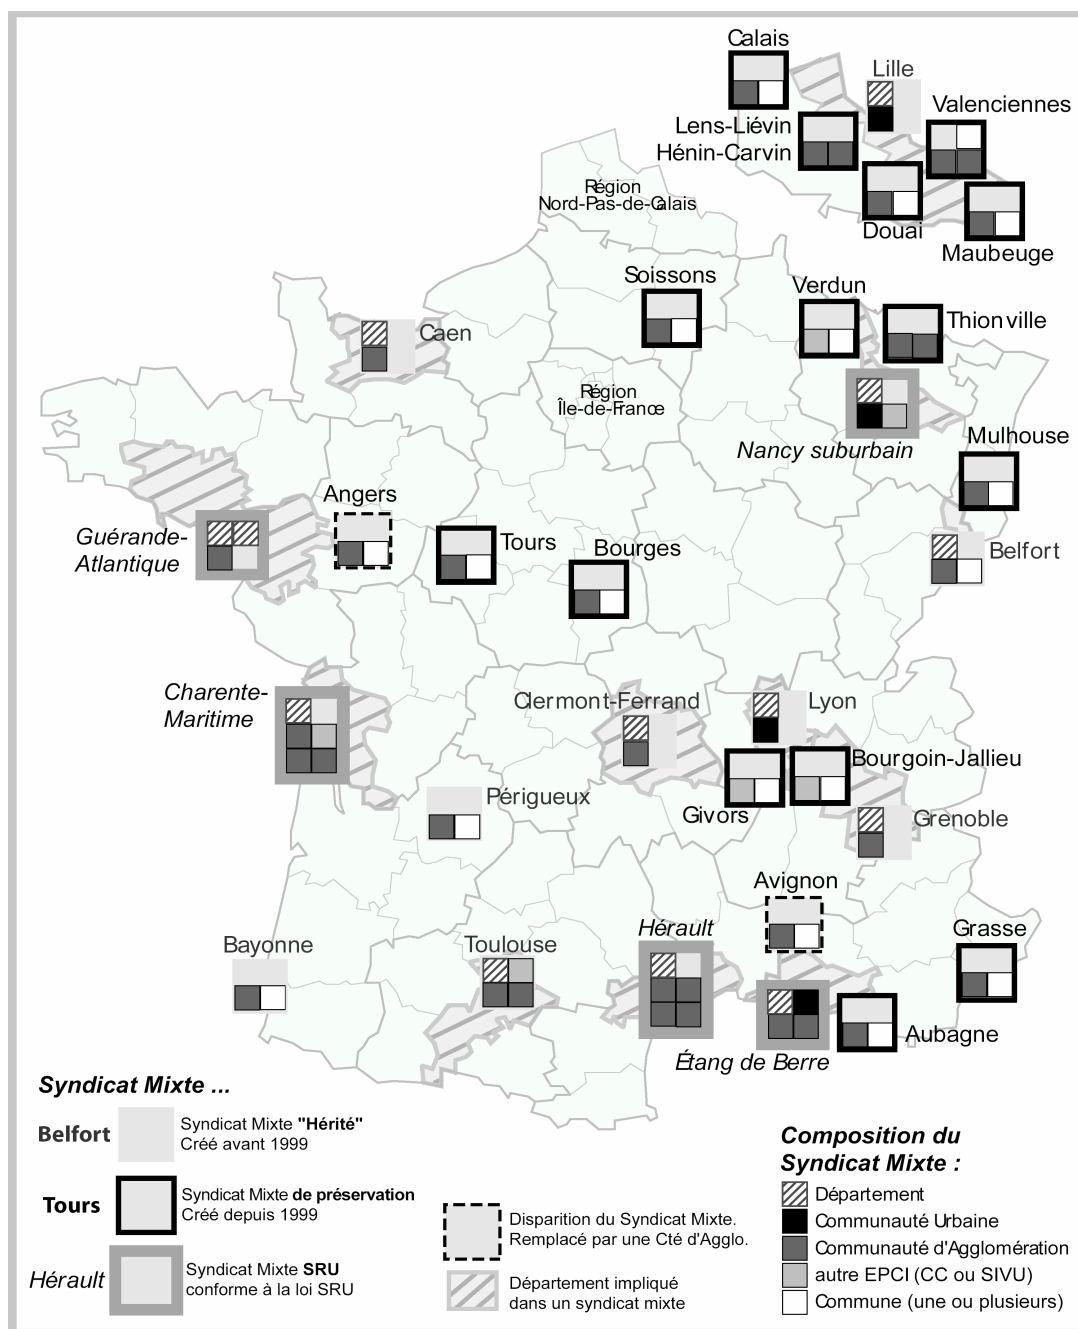 Calais
Lille
Valenciennes
Lens-Liévin
Hénin-Carvin
Douai
Maubeuge
Région
Nord-Pas-de-Calais
Soissons
Verdun
Thionville
Caen
Région
Île-de-France
Nancy suburbain
Mulhouse
Angers
Guérande-
Atlantique
Tours
Bourges
Belfort
Charente-
Maritime
Clermont-Ferrand
Lyon
Bourgoin-Jallieu
Périgueux
Givors
Grenoble
Avignon
Hérault
Grasse
Bayonne
Toulouse
Aubagne
Étang de Berre
Syndicat Mixte ...
Belfort
Syndicat Mixte "Hérité"
Créé avant 1999
Tours
Syndicat Mixte de préservation
Créé depuis 1999
Hérault
Syndicat Mixte SRU
conforme à la loi SRU
Disparition du Syndicat Mixte.
Remplacé par une Cté d'Agglo.
Département impliqué
dans un syndicat mixte
Composition du
Syndicat Mixte :
Département
Communauté Urbaine
Communauté d'Agglomération
autre EPCI (CC ou SIVU)
Commune (une ou plusieurs)